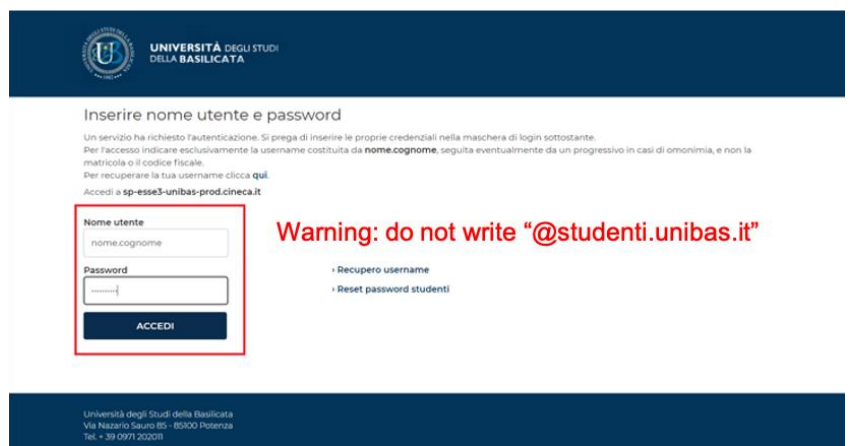 UNIVERSITÀ DEGLI STUDI
DELLA BASILICATA
Inserire nome utente e password
Un servizio ha richiesto l'autenticazione. Si prega di inserire le proprie credenziali nella maschera di login sottostante.
Per l'accesso indicare esclusivamente la username costituita da nome.cognome, seguita eventualmente da un progressivo in casi di omonimia, e non la
matricola o il codice fiscale.
Per recuperare la tua username clicca qui.
Accedi a sp-esse3-unibas-prod.cineca.it
Nome utente
nome.cognome
Warning: do not write “@studenti.unibas.it”
Password
› Recupero username
› Reset password studenti
ACCEDI
Università degli Studi della Basilicata
Via Nazario Sauro 85 - 85100 Potenza
Tel. + 39 0971 202011